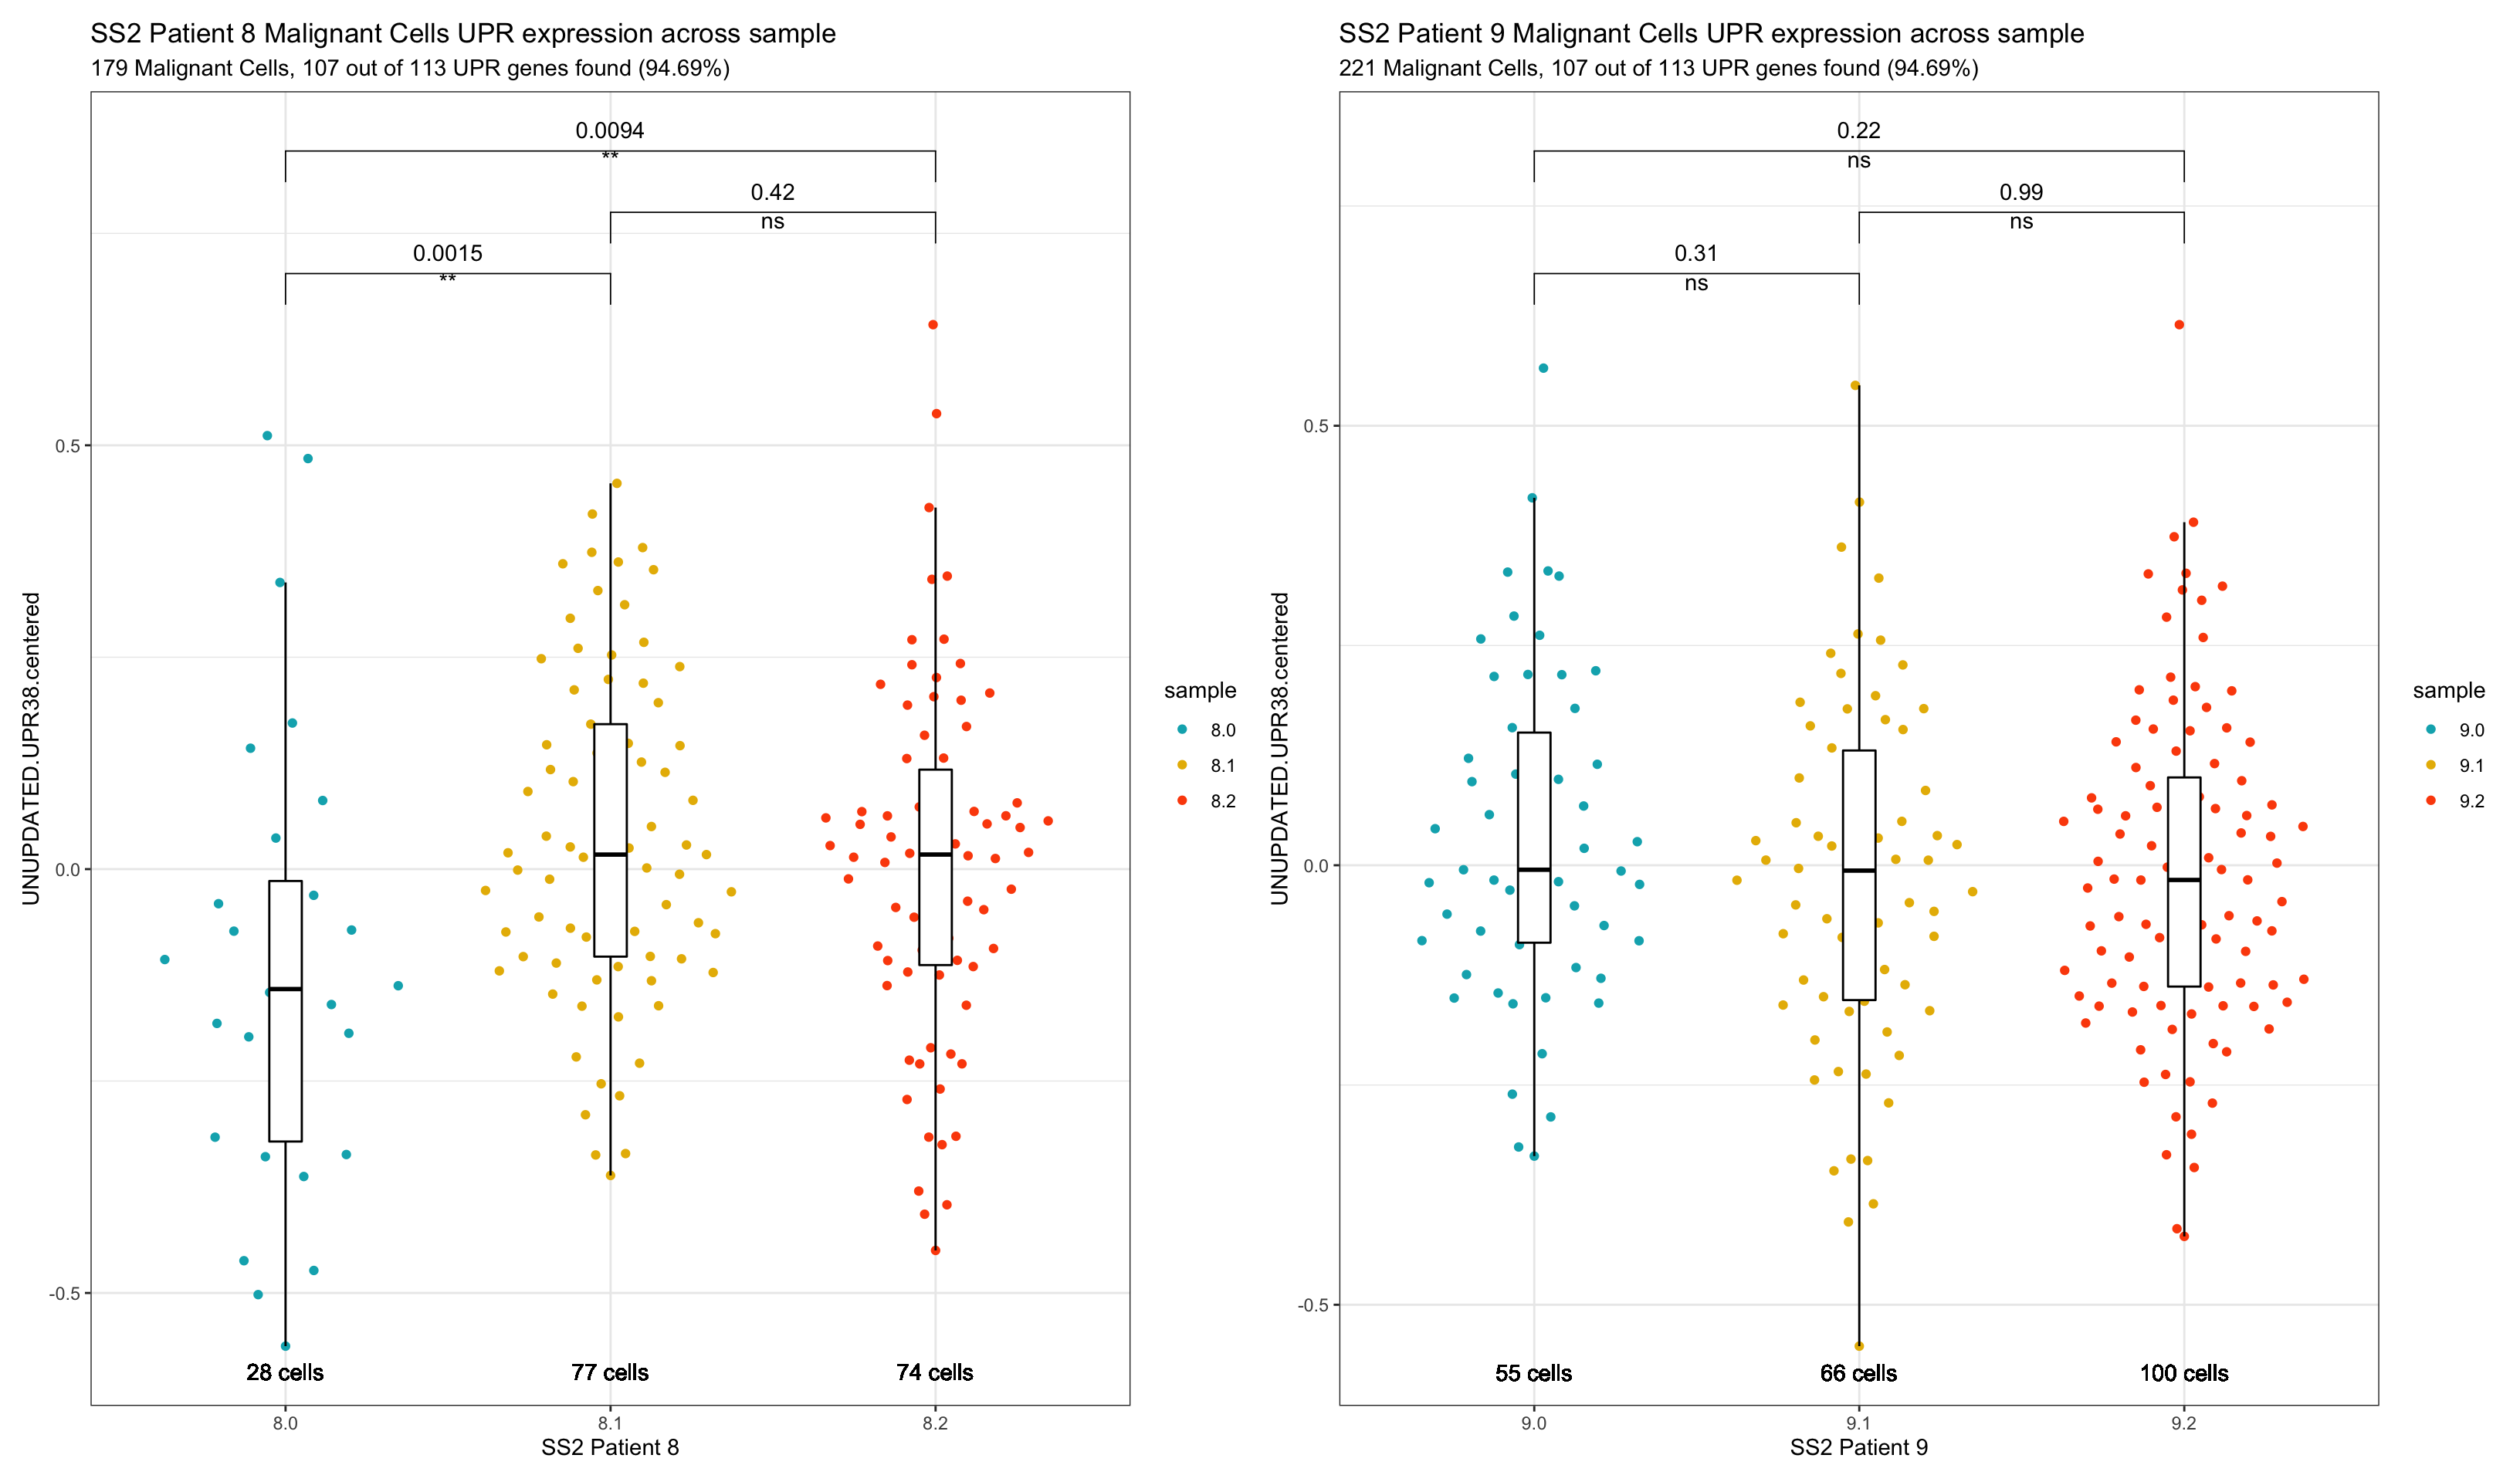 SS2 Patient 8 Malignant Cells UPR expression across sample
179 Malignant Cells, 107 out of 113 UPR genes found (94.69%)
0.0094
**
0.42
ns
0.0015
**
0.5
0.0
-0.5
UNUPDATED.UPR38.centered
28 cells
77 cells
74 cells
8.0
8.1
8.2
SS2 Patient 8
sample
8.0
8.1
8.2
SS2 Patient 9 Malignant Cells UPR expression across sample
221 Malignant Cells, 107 out of 113 UPR genes found (94.69%)
0.22
ns
0.99
ns
0.31
ns
0.5
0.0
-0.5
UNUPDATED.UPR38.centered
55 cells
66 cells
100 cells
9.0
9.1
9.2
SS2 Patient 9
sample
9.0
9.1
9.2